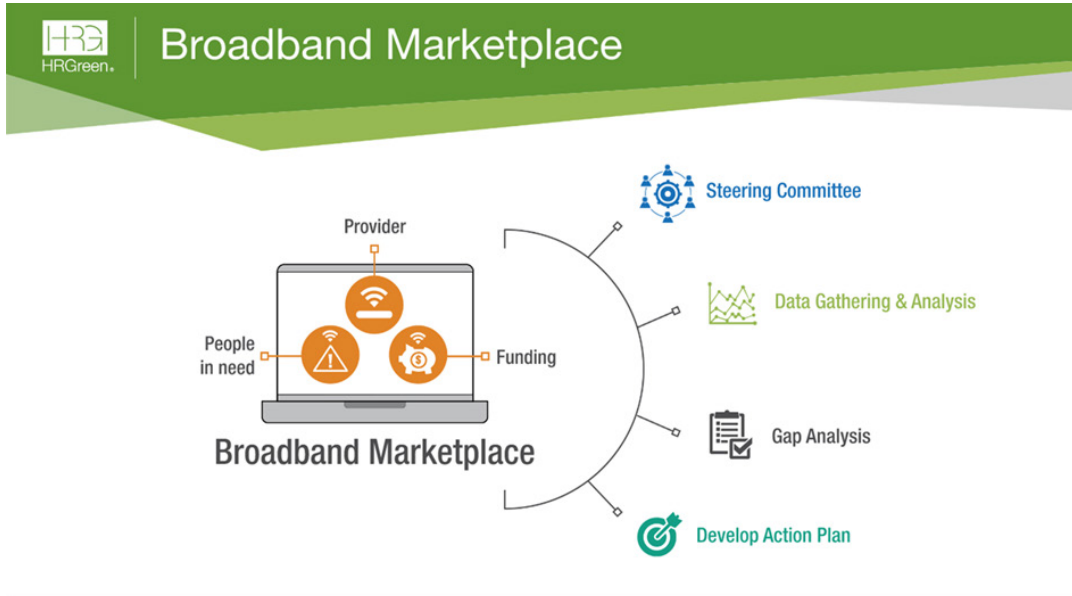 HRG
HRGreen®
Broadband Marketplace
Provider
People
in need
Funding
$
!
Broadband Marketplace
Steering Committee
Data Gathering & Analysis
Gap Analysis
Develop Action Plan